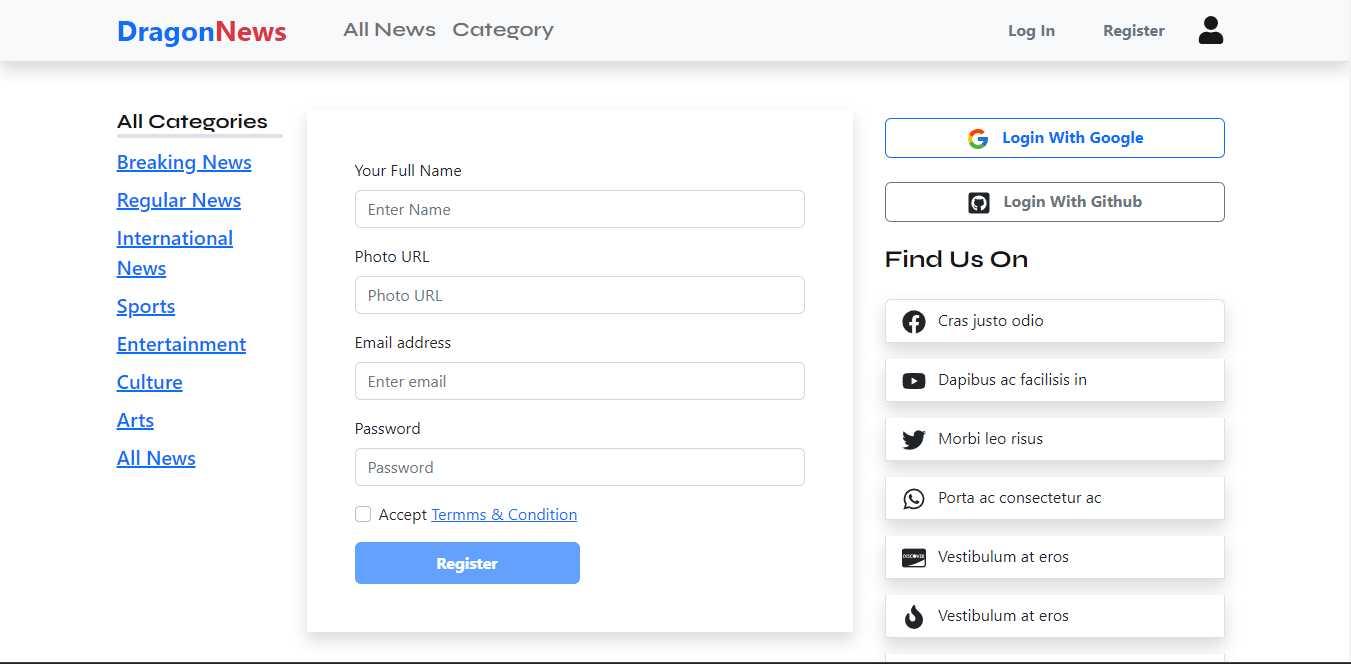 DragonNews
All News Category
Log In
Register
All Categories
Breaking News
Regular News
International
News
Sports
Entertainment
Culture
Arts
All News
Your Full Name
Enter Name
Photo URL
Photo URL
Email address
Enter email
Password
Password
Accept Termms & Condition
Register
Login With Google
Login With Github
Find Us On
Cras justo odio
Dapibus ac facilisis in
Morbi leo risus
Porta ac consectetur ac
DISCOVER
Vestibulum at eros
Vestibulum at eros